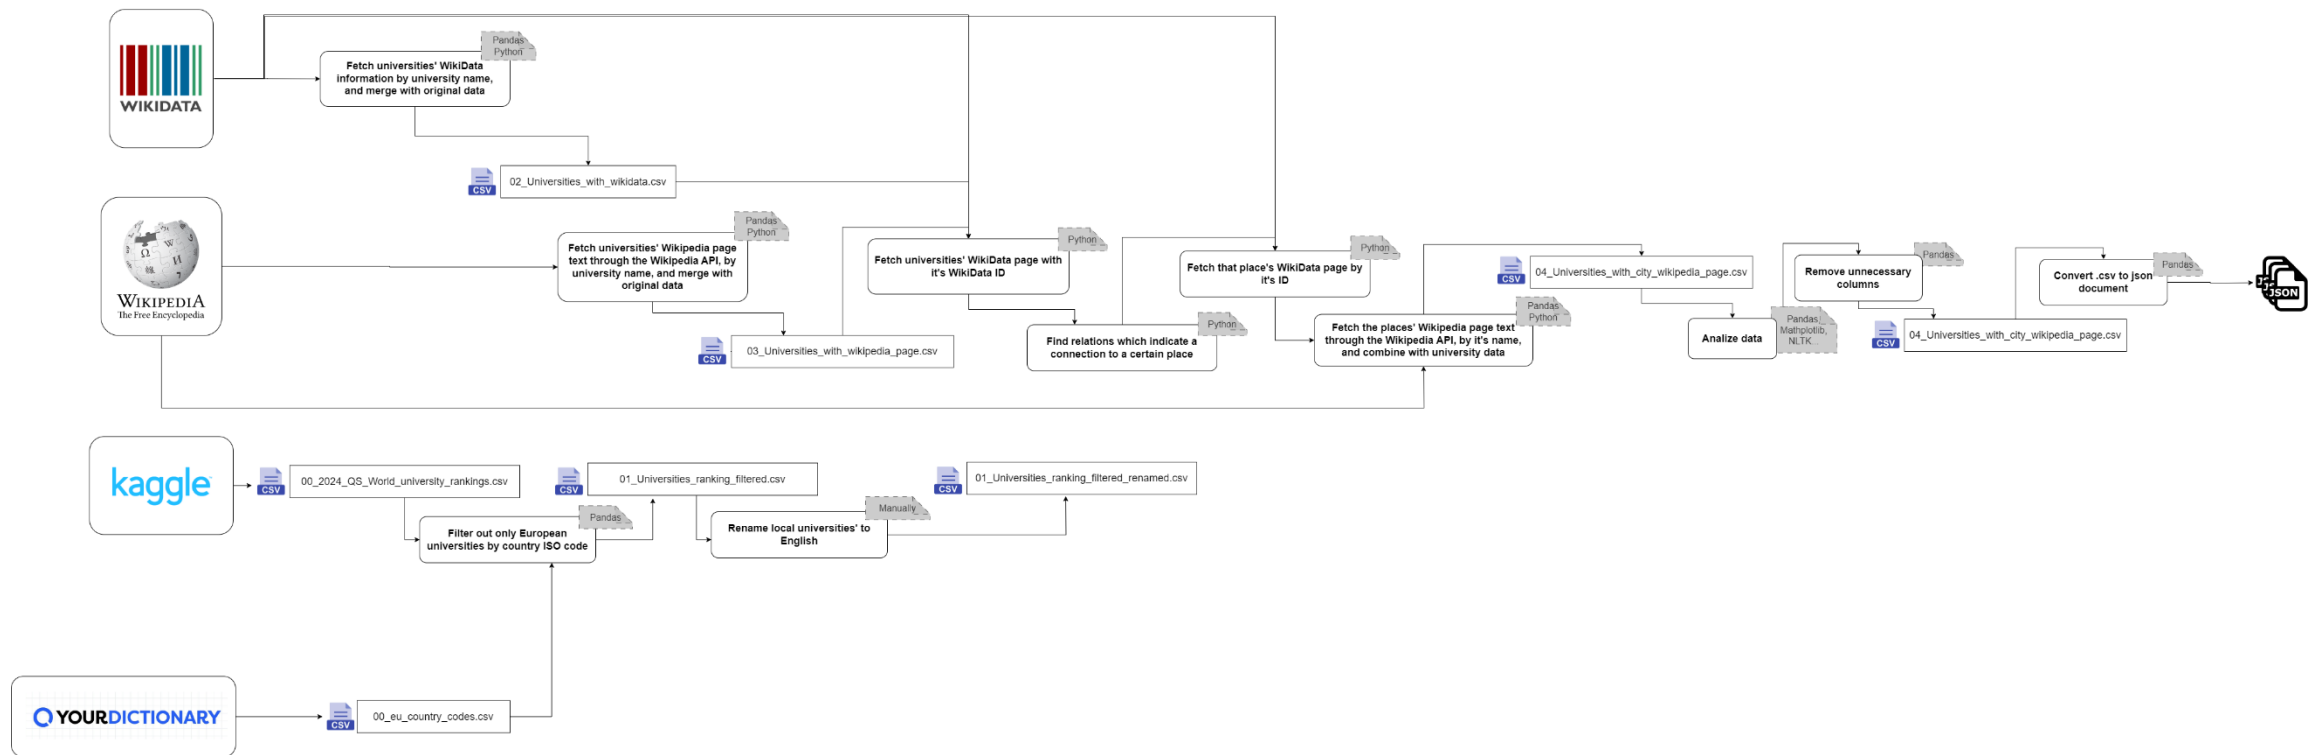 WIKIDATA
Pandas
Python
Fetch universities' WikiData
information by university name,
and merge with original data
CSV
02_Universities_with_wikidata.csv
WIKIPEDIA
The Free Encyclopedia
Pandas
Python
Fetch universities' Wikipedia page
text through the Wikipedia API, by
university name, and merge with
original data
CSV
03_Universities_with_wikipedia_page.csv
Python
Fetch universities' WikiData page with
it's WikiData ID
Python
Find relations which indicate a
connection to a certain place
Python
Fetch that place's WikiData page by
it's ID
Pandas
Python
Fetch the places' Wikipedia page text
through the Wikipedia API, by it's name,
and combine with university data
CSV
04_Universities_with_city_wikipedia_page.csv
Analize data
Pandas,
Mathplotlib,
NLTK...
Pandas
Remove unnecessary
columns
CSV
04_Universities_with_city_wikipedia_page.csv
Pandas
Convert .csv to json
document
JSON
kaggle
CSV
00_2024_QS_World_university_rankings.csv
Pandas
Filter out only European
universities by country ISO code
CSV
01_Universities_ranking_filtered.csv
Manually
Rename local universities' to
English
CSV
01_Universities_ranking_filtered_renamed.csv
YOURDICTIONARY
CSV
00_eu_country_codes.csv